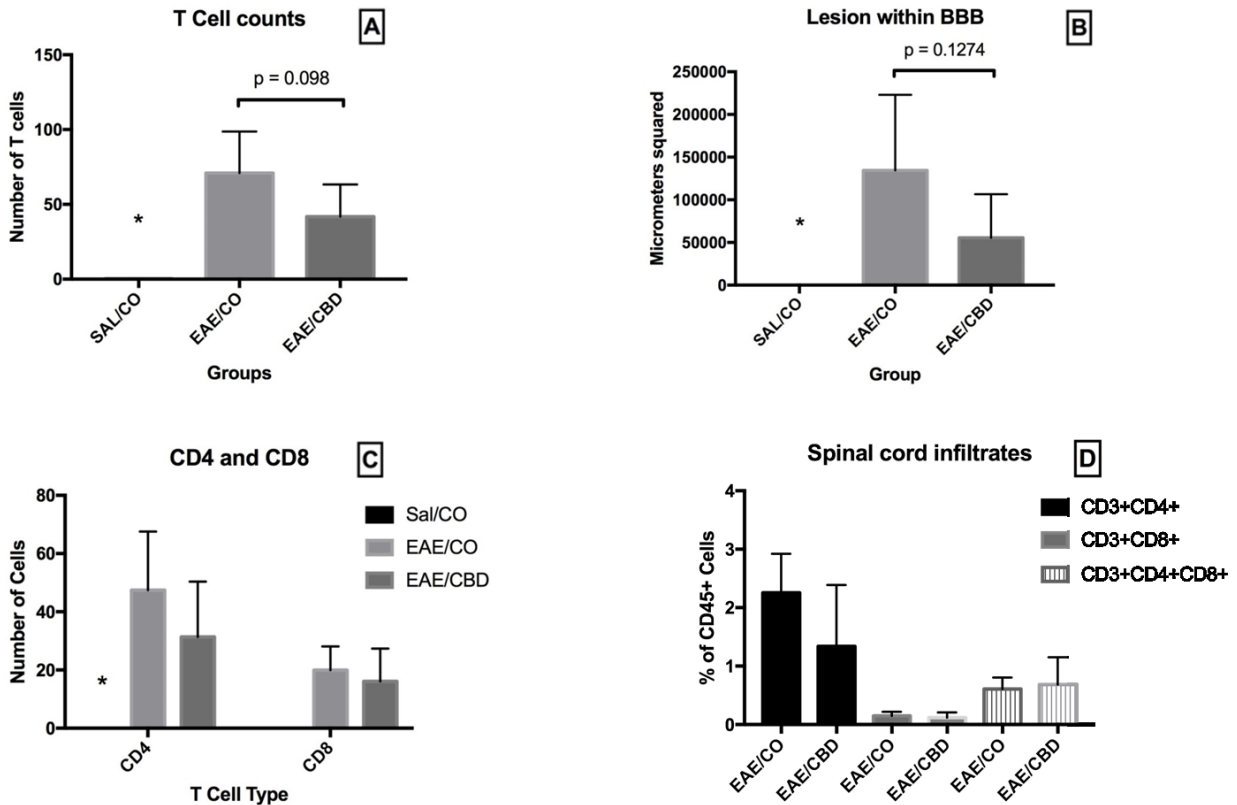 T Cell counts
A
p = 0.098
150
100
50
0
Number of T cells
*
SAL/CO
EAE/CO
EAE/CBD
Groups
Lesion within BBB
B
p = 0.1274
250000
200000
150000
100000
50000
0
Micrometers squared
*
SAL/CO
EAE/CO
EAE/CBD
Group
CD4 and CD8
C
80
60
40
20
0
Number of Cells
*
Sal/CO
EAE/CO
EAE/CBD
CD4
CD8
T Cell Type
Spinal cord infiltrates
D
4
3
2
1
0
% of CD45+ Cells
CD3+CD4+
CD3+CD8+
CD3+CD4+CD8+
EAE/CO
EAE/CBD
EAE/CO
EAE/CBD
EAE/CO
EAE/CBD